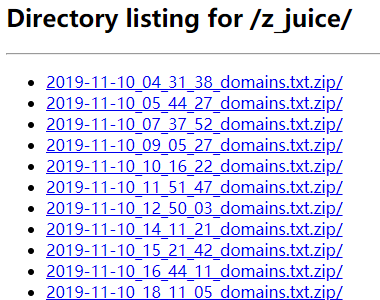 Directory listing for /z_juice/
2019-11-10_04_31_38_domains.txt.zip/
2019-11-10_05_44_27_domains.txt.zip/
2019-11-10_07_37_52_domains.txt.zip/
2019-11-10_09_05_27_domains.txt.zip/
2019-11-10_10_16_22_domains.txt.zip/
2019-11-10_11_51_47_domains.txt.zip/
2019-11-10_12_50_03_domains.txt.zip/
2019-11-10_14_11_21_domains.txt.zip/
2019-11-10_15_21_42_domains.txt.zip/
2019-11-10_16_44_11_domains.txt.zip/
2019-11-10_18_11_05_domains.txt.zip/